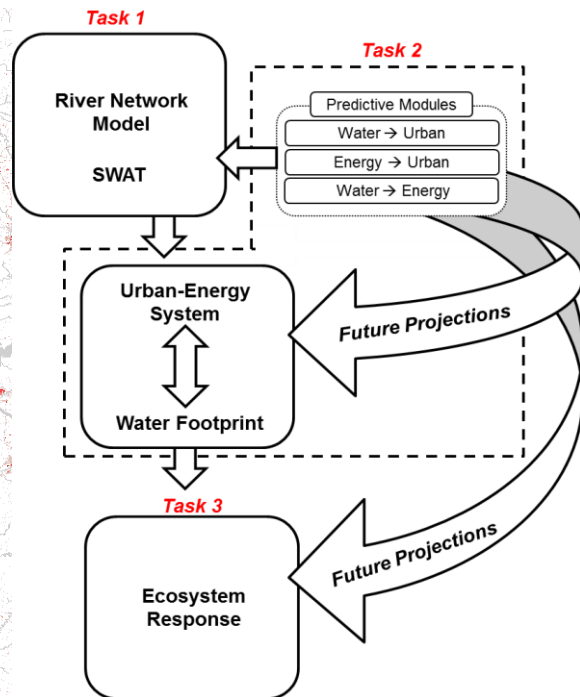 Task 1
Task 2
River Network
Model
SWAT
Predictive Modules
Water → Urban
Energy → Urban
Water → Energy
Urban-Energy
System
Water Footprint
Future Projections
Task 3
Ecosystem
Response
Future Projections